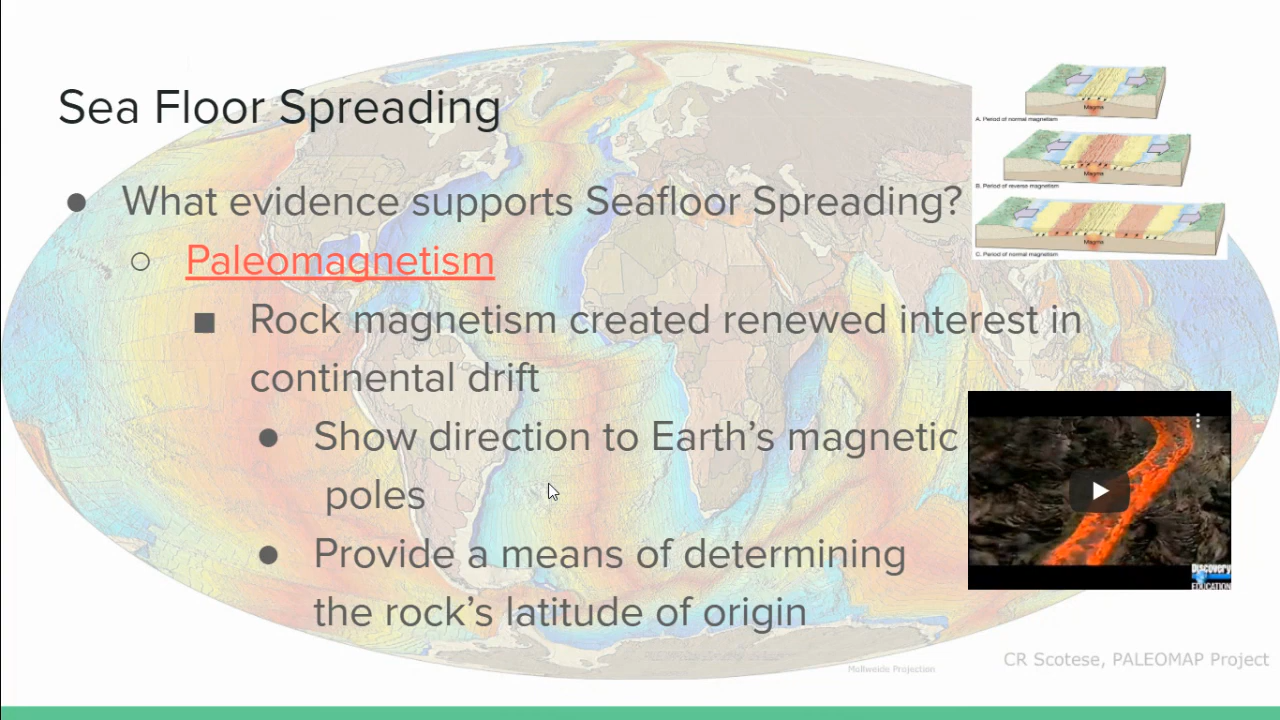 Sea Floor Spreading
What evidence supports Seafloor Spreading?
Paleomagnetism
Rock magnetism created renewed interest in
continental drift
Show direction to Earth's magnetic
poles
Provide a means of determining
the rock's latitude of origin
Magma
A. Period of normal magnetism
Magma
B. Period of reverse magnetism
Magma
C. Period of normal magnetism
Discovery
EDUCATION
Mollweide Projection
CR Scotese, PALEOMAP Project